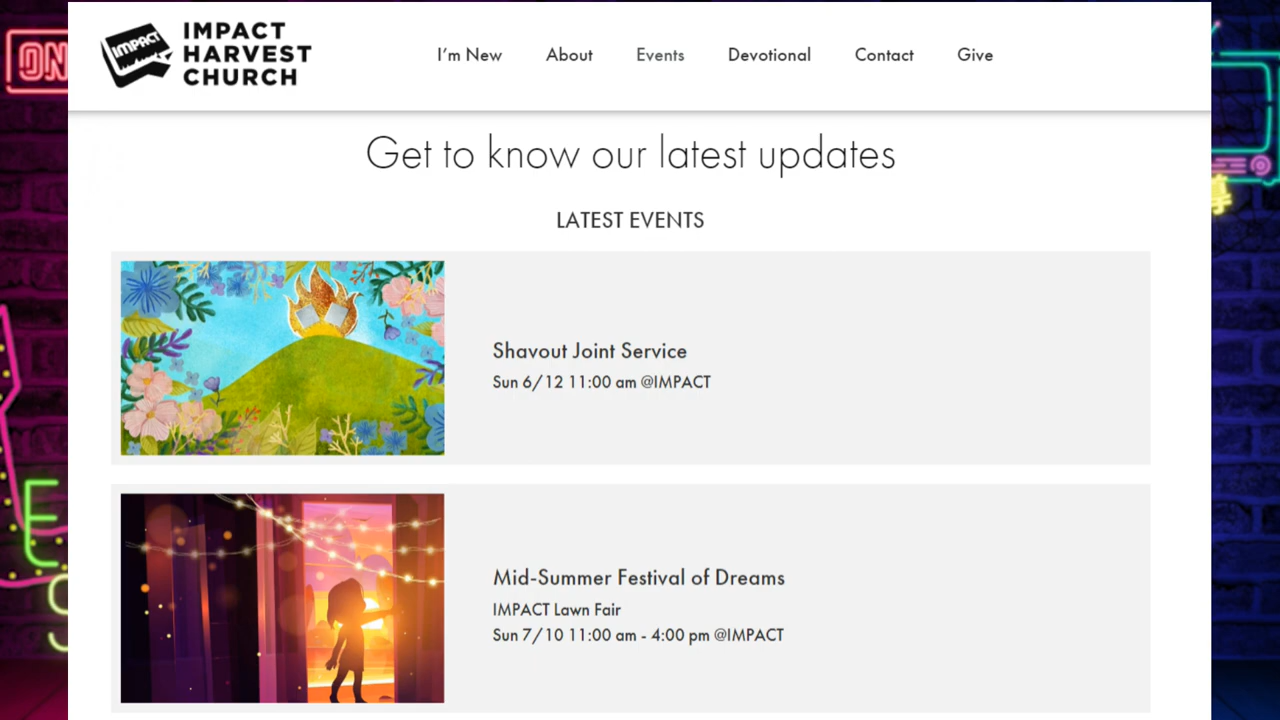 IMPACT
IMPACT
HARVEST
CHURCH
I'm New
About
Events
Devotional
Contact
Give
Get to know our latest updates
LATEST EVENTS
Shavout Joint Service
Sun 6/12 11:00 am @IMPACT
Mid-Summer Festival of Dreams
IMPACT Lawn Fair
Sun 7/10 11:00 am - 4:00 pm @IMPACT
ON